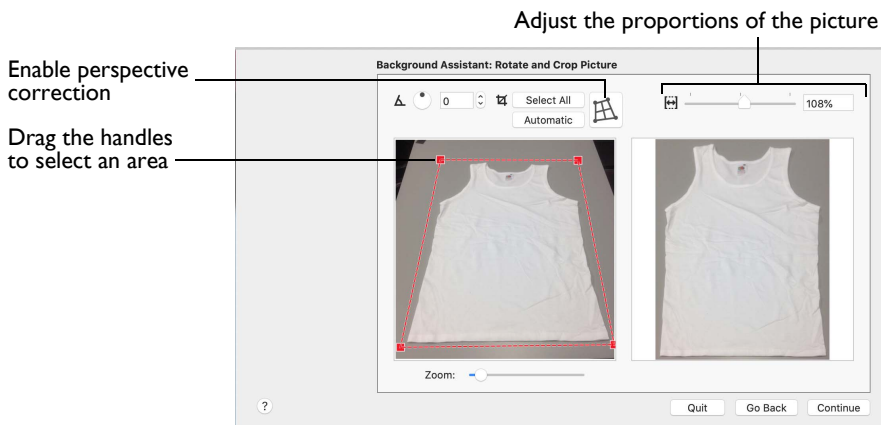 Adjust the proportions of the picture
Background Assistant: Rotate and Crop Picture
Enable perspective
correction
0
Select All
108%
Automatic
Drag the handles
to select an area
Zoom:
?
Quit
Go Back
Continue